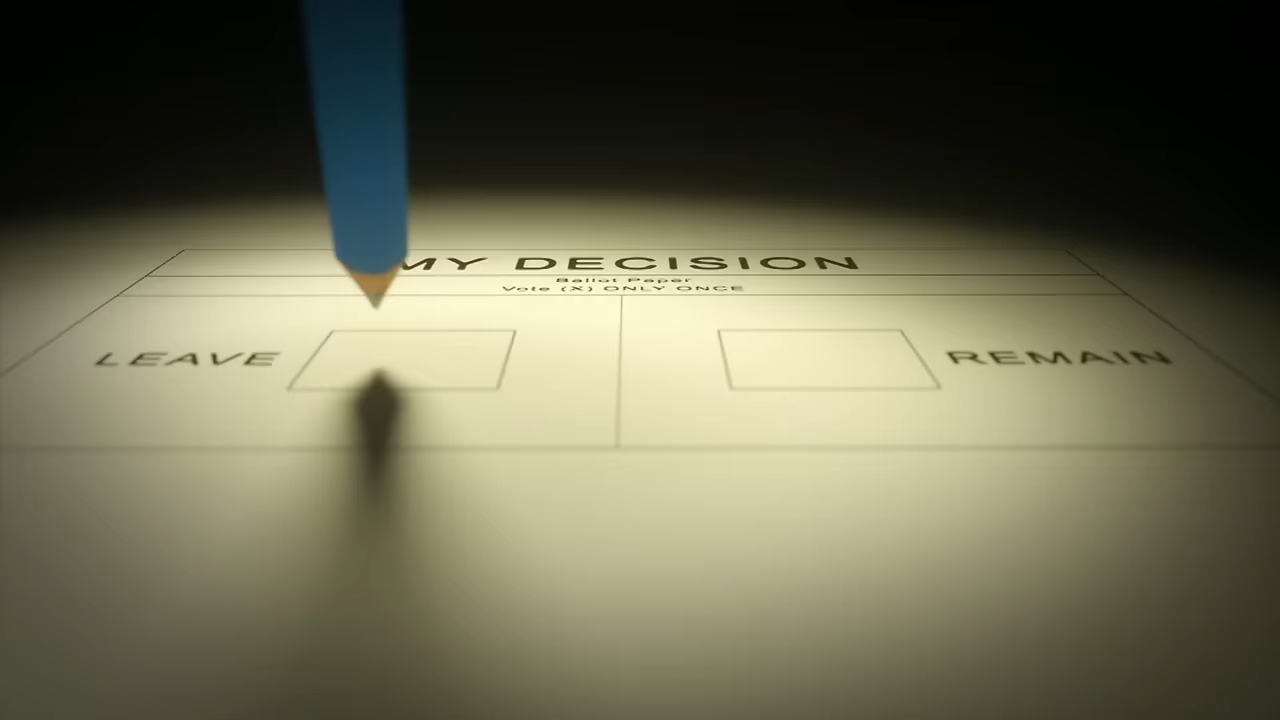 MY DECISION
Ballot Paper
Vote (X) ONLY ONCE
LEAVE
REMAIN